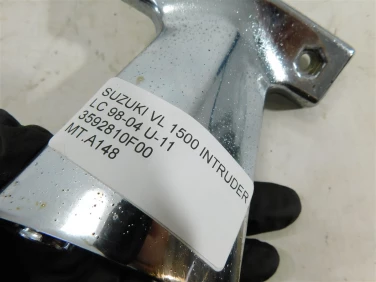 SUZUKI VL 1500 INTRUDER
LC 98-04 U-11
3592810F00
MT.A148